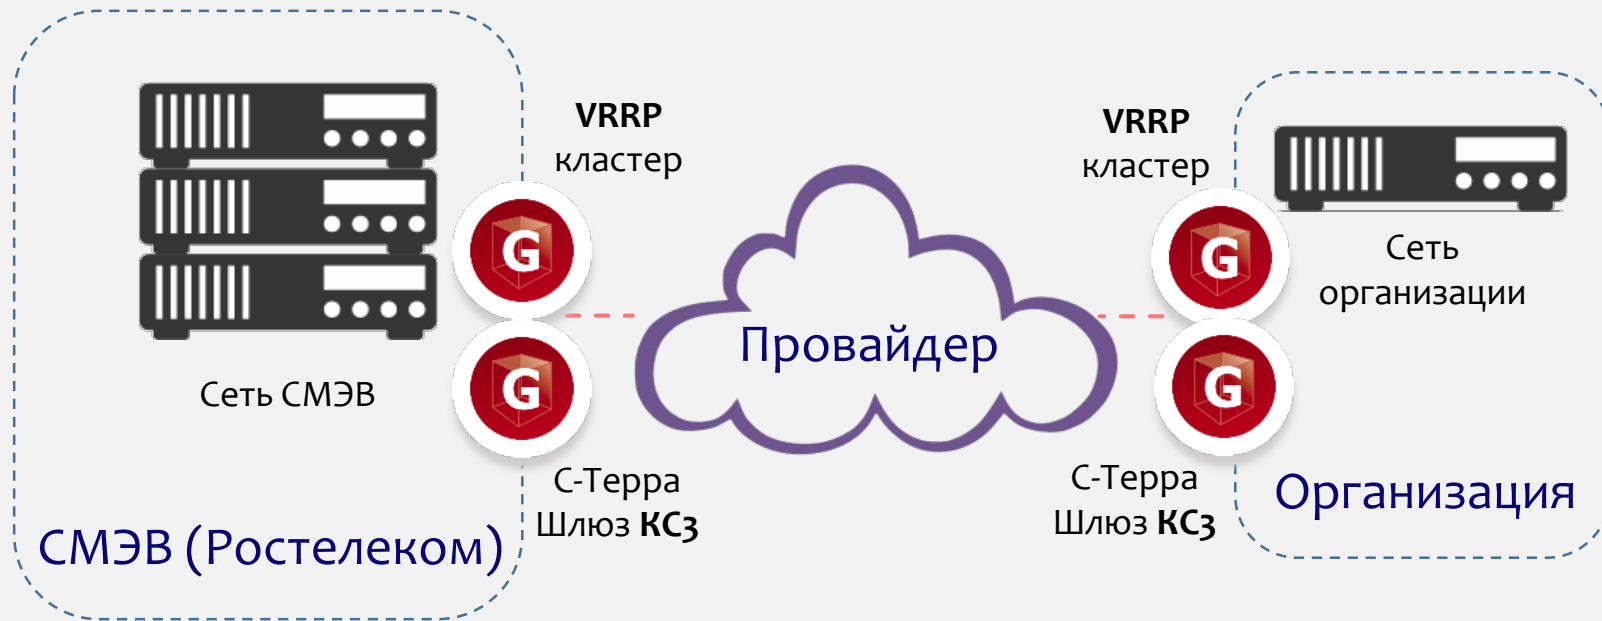 VRRP
кластер
G
G
Сеть СМЭВ
С-Терра
Шлюз КС3
СМЭВ (Ростелеком)
Провайдер
VRRP
кластер
G
G
Сеть
организации
С-Терра
Шлюз КС3
Организация